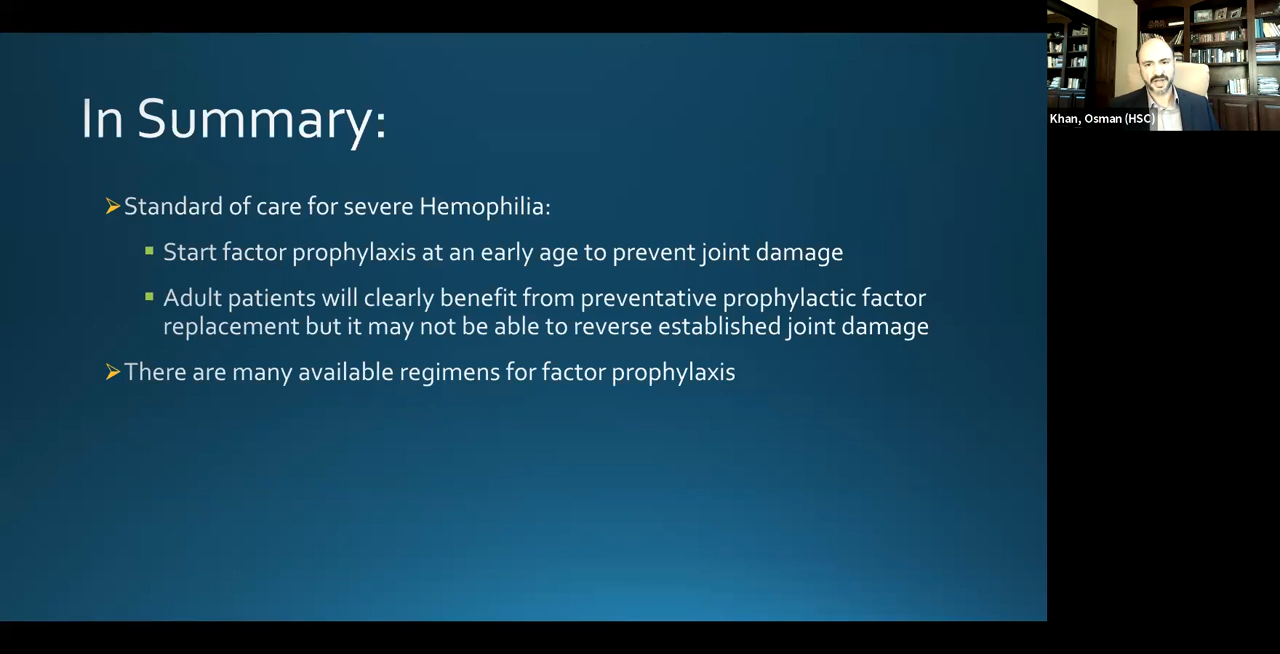 In Summary:
Standard of care for severe Hemophilia:
Start factor prophylaxis at an early age to prevent joint damage
Adult patients will clearly benefit from preventative prophylactic factor
replacement but it may not be able to reverse established joint damage
There are many available regimens for factor prophylaxis
Khan, Osman (HSC)